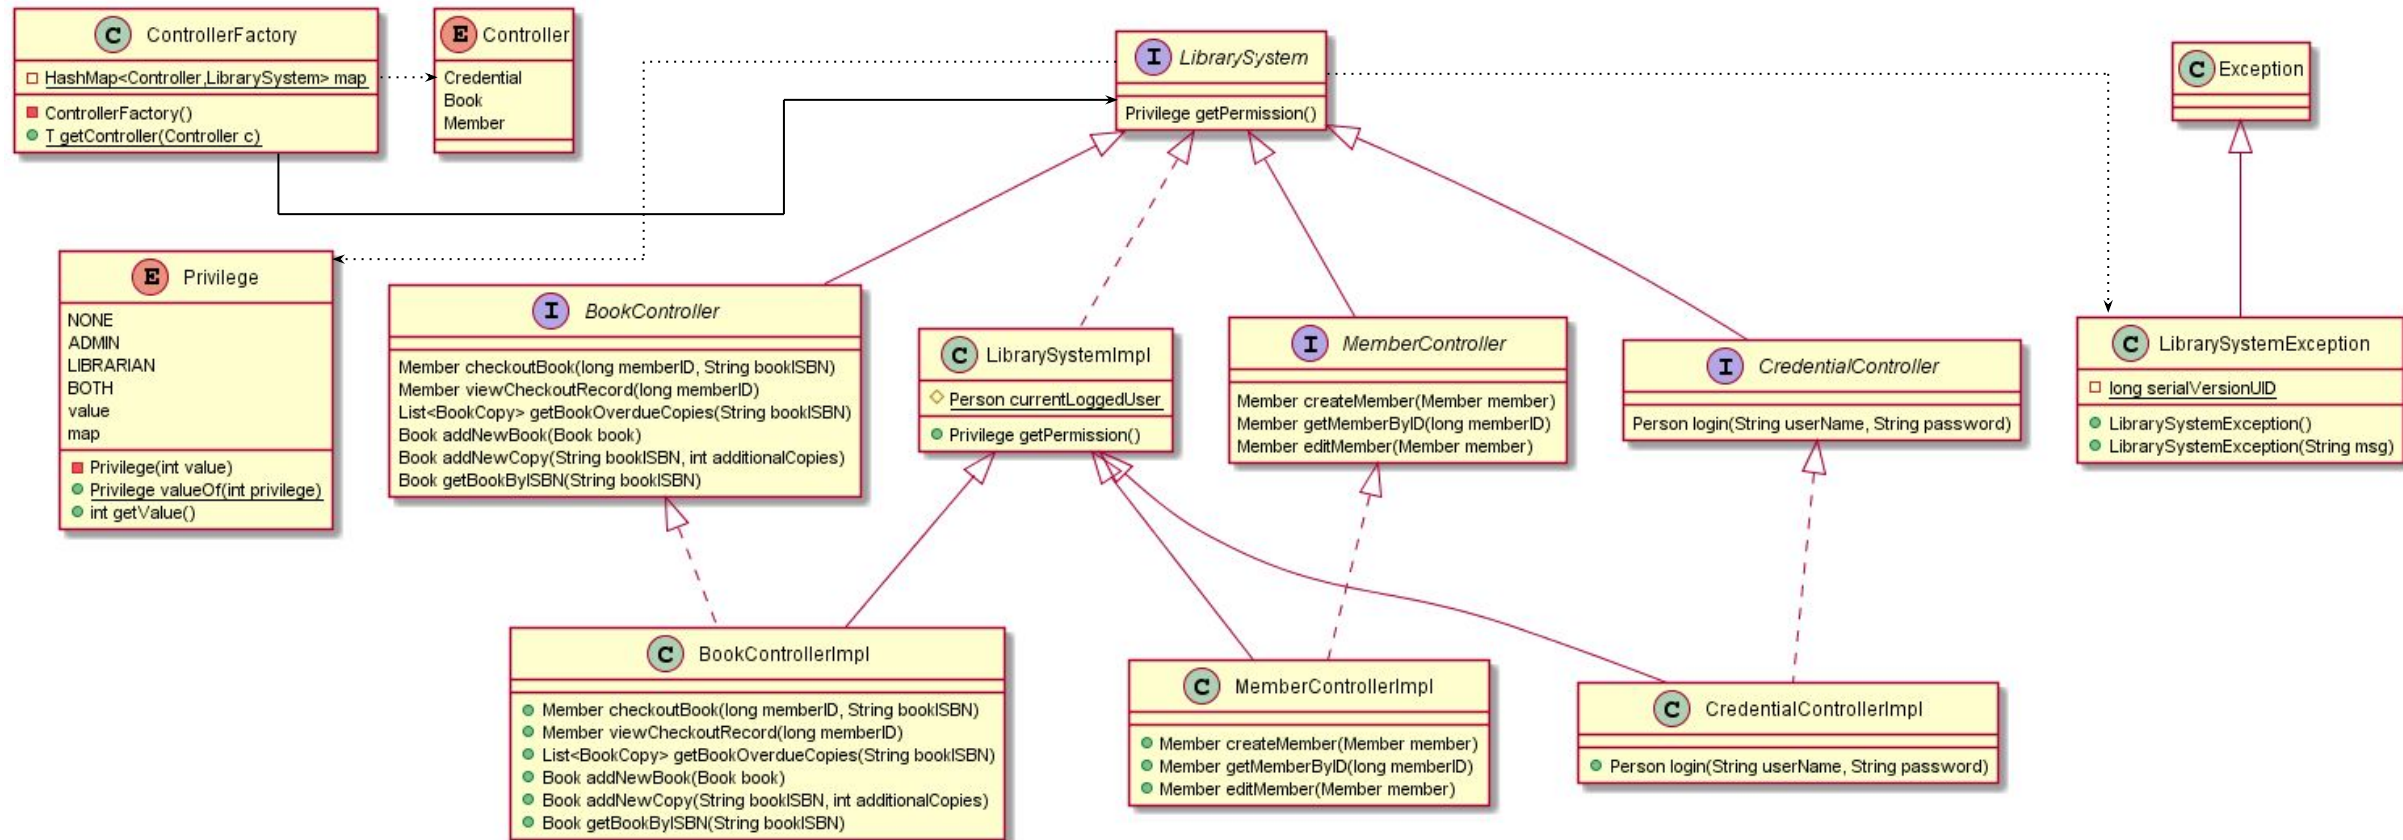 C ControllerFactory
HashMap<Controller,LibrarySystem> map
ControllerFactory()
T getController(Controller c)
E Controller
Credential
Book
Member
I LibrarySystem
Privilege getPermission()
C Exception
E Privilege
NONE
ADMIN
LIBRARIAN
BOTH
value
map
Privilege(int value)
Privilege valueOf(int privilege)
int getValue()
I BookController
Member checkoutBook(long memberID, String bookISBN)
Member viewCheckoutRecord(long memberID)
List<BookCopy> getBookOverdueCopies(String bookISBN)
Book addNewBook(Book book)
Book addNewCopy(String bookISBN, int additionalCopies)
Book getBookByISBN(String bookISBN)
C LibrarySystemImpl
Person currentLoggedUser
Privilege getPermission()
I MemberController
Member createMember(Member member)
Member getMemberByID(long memberID)
Member editMember(Member member)
I CredentialController
Person login(String userName, String password)
C LibrarySystemException
long serialVersionUID
LibrarySystemException()
LibrarySystemException(String msg)
C BookControllerImpl
Member checkoutBook(long memberID, String bookISBN)
Member viewCheckoutRecord(long memberID)
List<BookCopy> getBookOverdueCopies(String bookISBN)
Book addNewBook(Book book)
Book addNewCopy(String bookISBN, int additionalCopies)
Book getBookByISBN(String bookISBN)
C MemberControllerImpl
Member createMember(Member member)
Member getMemberByID(long memberID)
Member editMember(Member member)
C CredentialControllerImpl
Person login(String userName, String password)